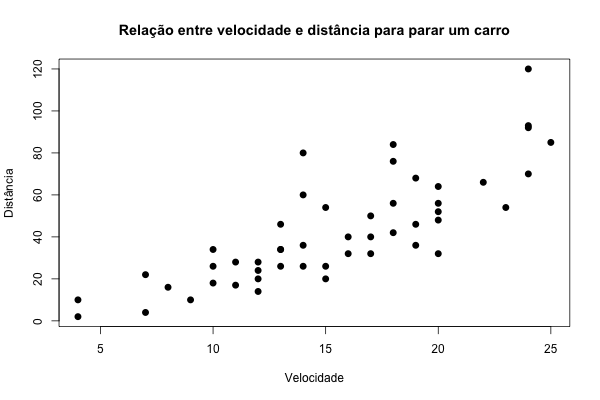 Relação entre velocidade e distância para parar um carro
Distância
0 20 40 60 80 100 120
5 10 15 20 25
Velocidade